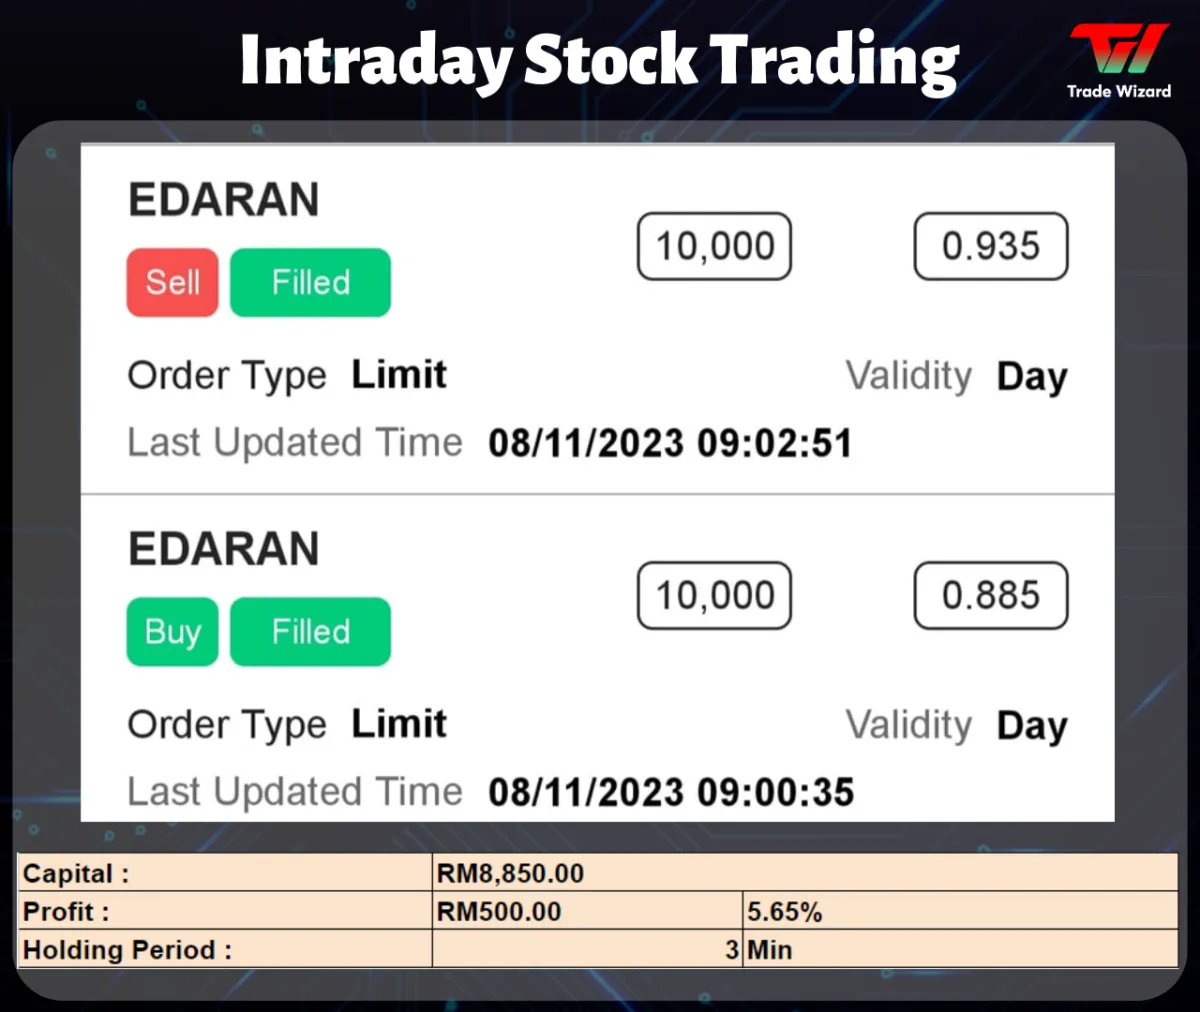 Intraday Stock Trading
Trade Wizard
EDARAN
10,000 0.935
Sell Filled
Order Type Limit Validity Day
Last Updated Time 08/11/2023 09:02:51
EDARAN
10,000 0.885
Buy Filled
Order Type Limit Validity Day
Last Updated Time 08/11/2023 09:00:35
Capital : RM8,850.00
Profit : RM500.00 5.65%
Holding Period : 3 Min